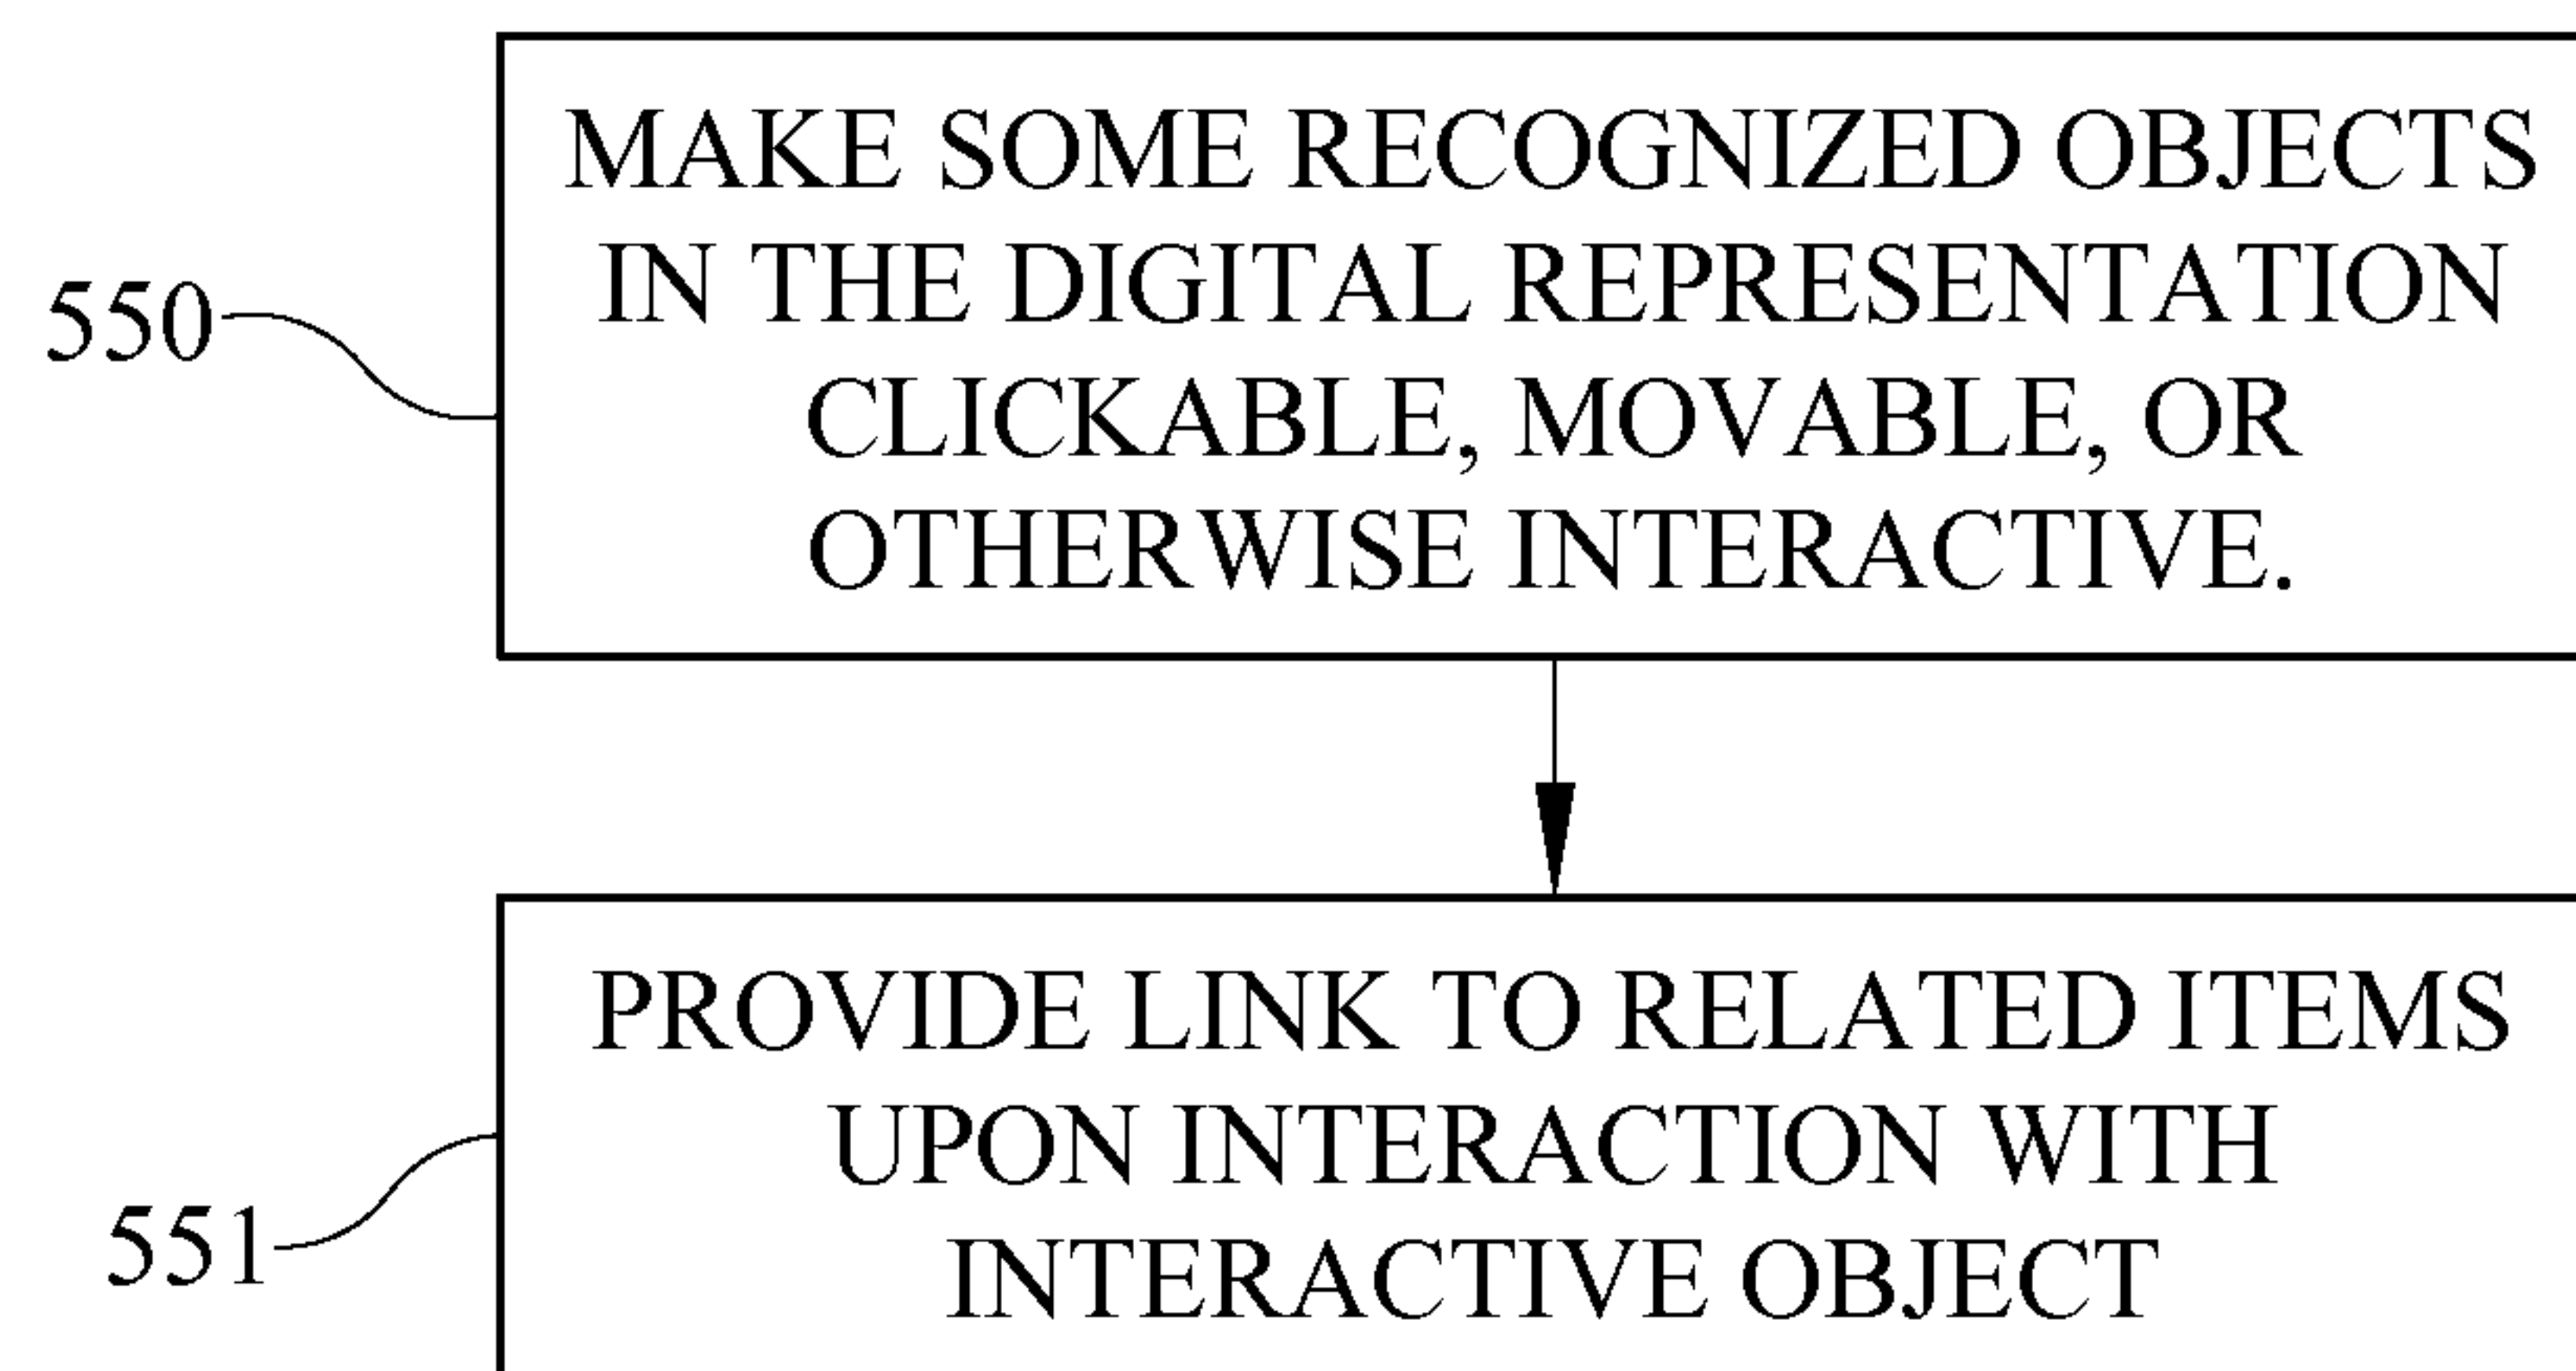 MAKE SOME RECOGNIZED OBJECTS
IN THE DIGITAL REPRESENTATION
CLICKABLE, MOVABLE, OR
OTHERWISE INTERACTIVE.
550
PROVIDE LINK TO RELATED ITEMS
UPON INTERACTION WITH
INTERACTIVE OBJECT
551